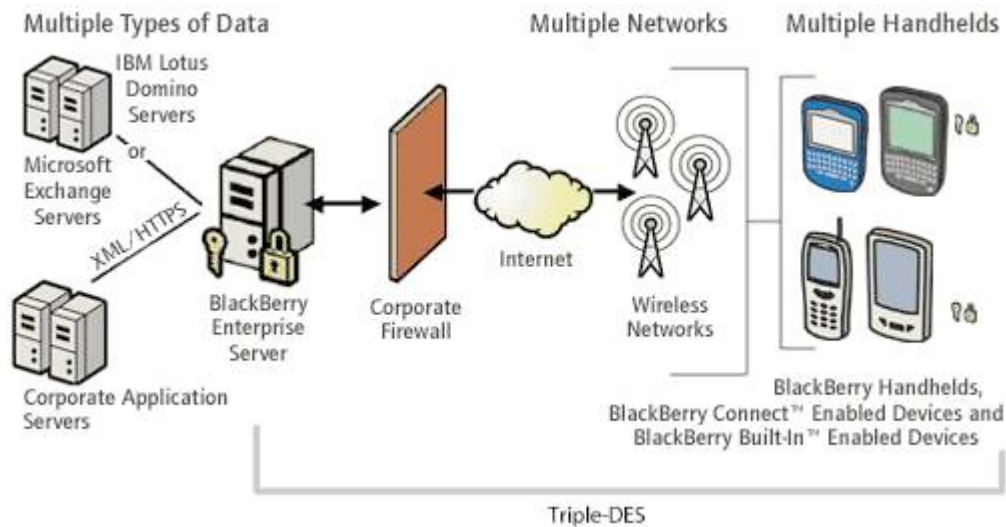 Multiple Types of Data
Multiple Networks
Multiple Handhelds
IBM Lotus
Domino
Servers
or
Microsoft
Exchange
Servers
XML/HTTPS
BlackBerry
Enterprise
Server
Corporate
Firewall
Internet
Wireless
Networks
Corporate Application
Servers
BlackBerry Handhelds,
BlackBerry Connect™ Enabled Devices and
BlackBerry Built-In™ Enabled Devices
Triple-DES